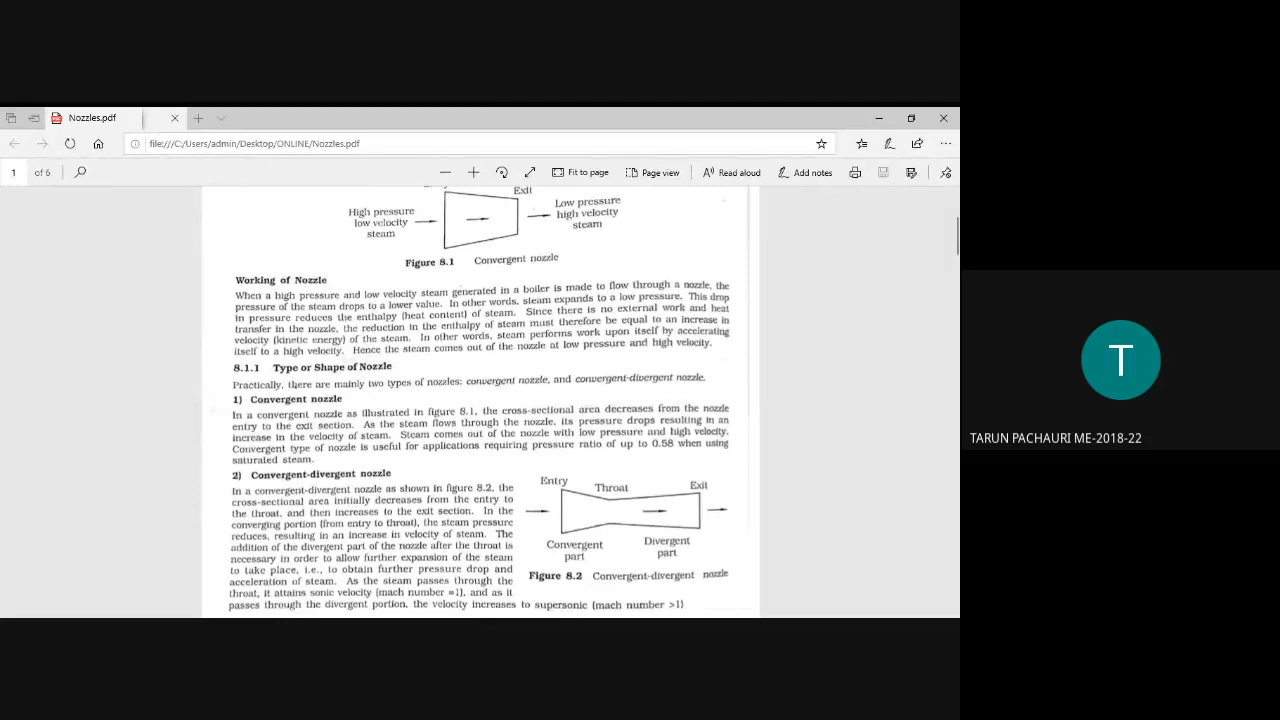 Nozzles.pdf
file:///C:/Users/admin/Desktop/ONLINE/Nozzles.pdf
1 of 6
Fit to page
Page view
Read aloud
Add notes
Exit
High pressure
low velocity
steam
Low pressure
high velocity
steam
Figure 8.1 Convergent nozzle
Working of Nozzle
When a high pressure and low velocity steam generated in a boiler is made to flow through a nozzle, the
pressure of the steam drops to a lower value. In other words, steam expands to a low pressure. This drop
in pressure reduces the enthalpy (heat content) of steam. Since there is no external work and heat
transfer in the nozzle, the reduction in the enthalpy of steam must therefore be equal to an increase in
velocity (kinetic energy) of the steam. In other words, steam performs work upon itself by accelerating
itself to a high velocity. Hence the steam comes out of the nozzle at low pressure and high velocity.
8.1.1 Type or Shape of Nozzle
Practically, there are mainly two types of nozzles: convergent nozzle, and convergent-divergent nozzle.
1) Convergent nozzle
In a convergent nozzle as illustrated in figure 8.1, the cross-sectional area decreases from the nozzle
entry to the exit section. As the steam flows through the nozzle, its pressure drops resulting in an
increase in the velocity of steam. Steam comes out of the nozzle with low pressure and high velocity.
Convergent type of nozzle is useful for applications requiring pressure ratio of up to 0.58 when using
saturated steam.
2) Convergent-divergent nozzle
In a convergent-divergent nozzle as shown in figure 8.2, the
cross-sectional area initially decreases from the entry to
the throat, and then increases to the exit section. In the
converging portion (from entry to throat), the steam pressure
reduces, resulting in an increase in velocity of steam. The
addition of the divergent part of the nozzle after the throat is
necessary in order to allow further expansion of the steam
to take place, i.e., to obtain further pressure drop and
acceleration of steam. As the steam passes through the
throat, it attains sonic velocity (mach number =1), and as it
passes through the divergent portion, the velocity increases to supersonic (mach number >1)
Entry
Throat
Exit
Convergent
part
Divergent
part
Figure 8.2 Convergent-divergent nozzle
T
TARUN PACHAURI ME-2018-22